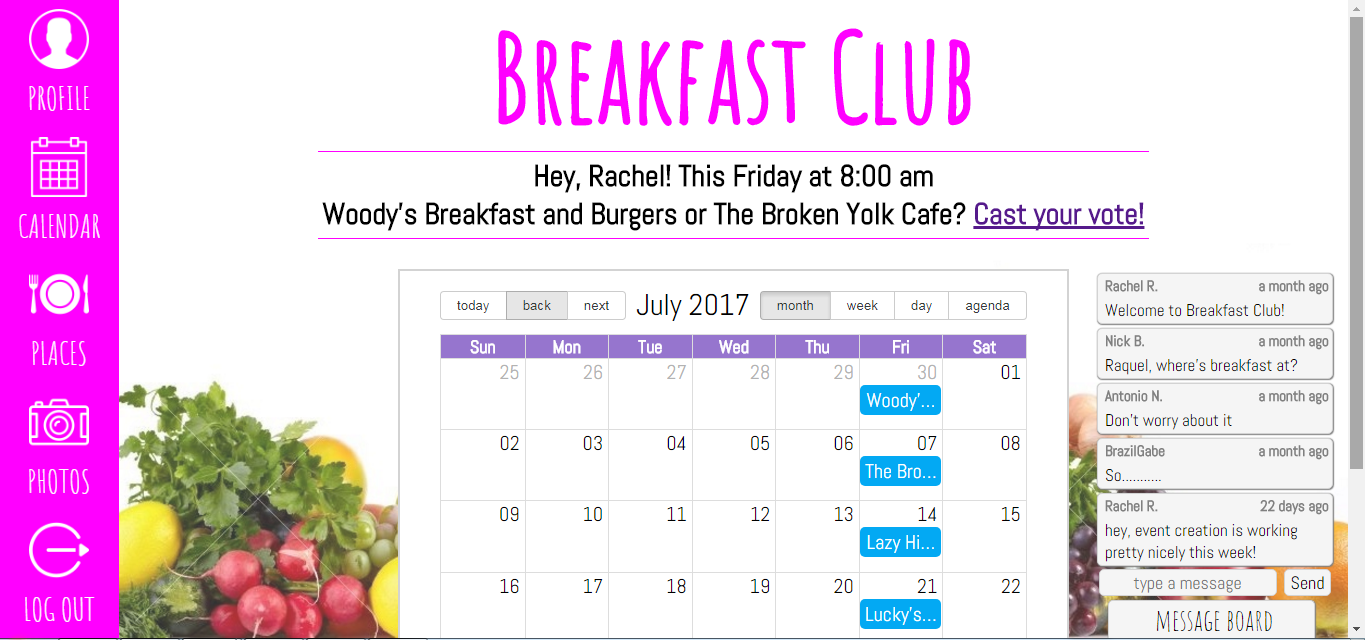 PROFILE
CALENDAR
PLACES
PHOTOS
LOG OUT
Breakfast Club
Hey, Rachel! This Friday at 8:00 am
Woody's Breakfast and Burgers or The Broken Yolk Cafe? Cast your vote!
today back next July 2017 month week day agenda
Sun Mon Tue Wed Thu Fri Sat
25 26 27 28 29 30 01
Woody'...
02 03 04 05 06 07 08
The Bro...
09 10 11 12 13 14 15
Lazy Hi...
16 17 18 19 20 21 22
Lucky's...
Rachel R. a month ago
Welcome to Breakfast Club!
Nick B. a month ago
Raquel, where's breakfast at?
Antonio N. a month ago
Don't worry about it
BrazilGabe a month ago
So...........
Rachel R. 22 days ago
hey, event creation is working
pretty nicely this week!
type a message Send
MESSAGE BOARD